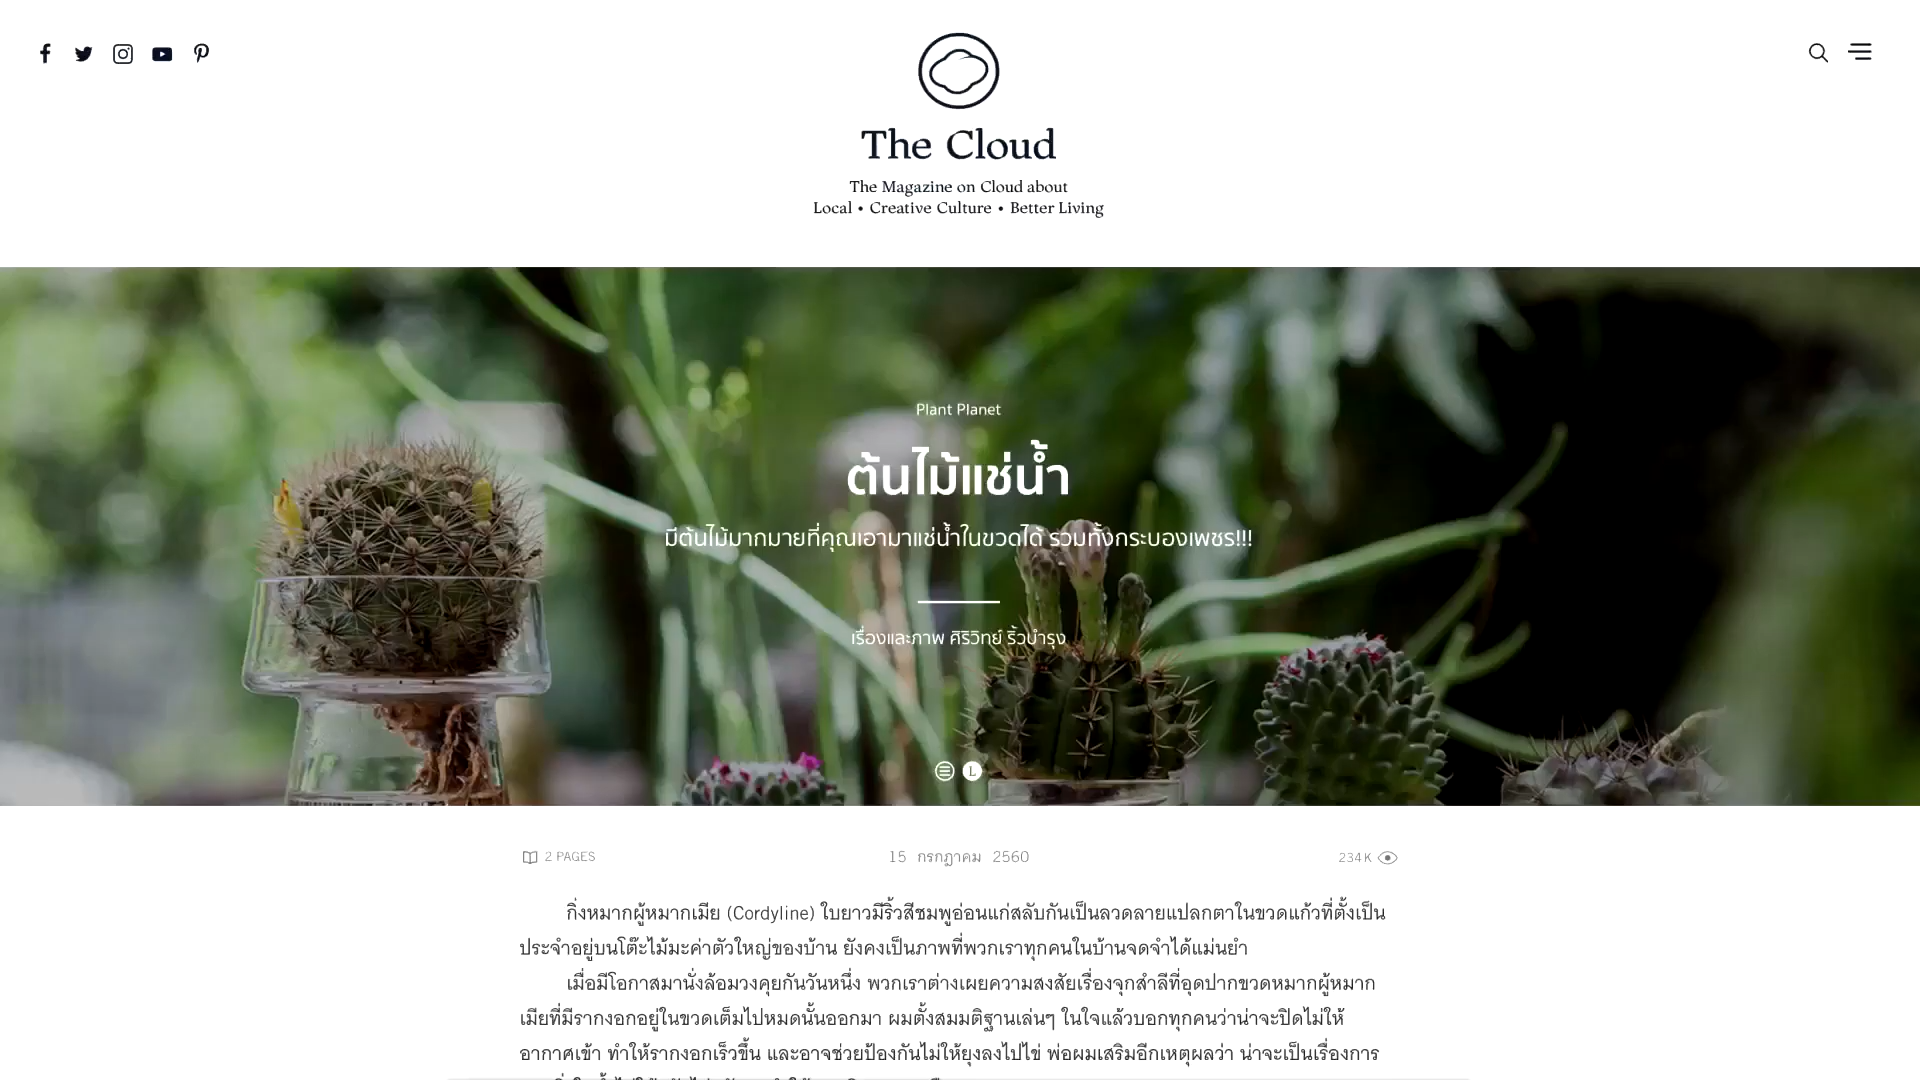 The Cloud
The Magazine on Cloud about
Local • Creative Culture • Better Living
Plant Planet
ต้นไม้แช่น้ำ
มีต้นไม้มากมายที่คุณเอามาแช่น้ำในขวดได้ รวมทั้งกระบองเพชร!!!
เรื่องและภาพ ศิริวิทย์ ริ้วบำรุง
L
2 PAGES
15 กรกฎาคม 2560
234K
กิ่งหมากผู้หมากเมีย (Cordyline) ใบยาวมีริ้วสีชมพูอ่อนแก่สลับกันเป็นลวดลายแปลกตาในขวดแก้วที่ตั้งเป็น
ประจำอยู่บนโต๊ะไม้มะค่าตัวใหญ่ของบ้าน ยังคงเป็นภาพที่พวกเราทุกคนในบ้านจดจำได้แม่นยำ
เมื่อมีโอกาสมานั่งล้อมวงคุยกันวันหนึ่ง พวกเราต่างเผยความสงสัยเรื่องจุกสำลีที่อุดปากขวดหมากผู้หมาก
เมียที่มีรากงอกอยู่ในขวดเต็มไปหมดนั้นออกมา ผมตั้งสมมติฐานเล่นๆ ในใจแล้วบอกทุกคนว่าน่าจะปิดไม่ให้
อากาศเข้า ทำให้รากงอกเร็วขึ้น และอาจช่วยป้องกันไม่ให้ยุงลงไปไข่ พ่อผมเสริมอีกเหตุผลว่า น่าจะเป็นเรื่องการ